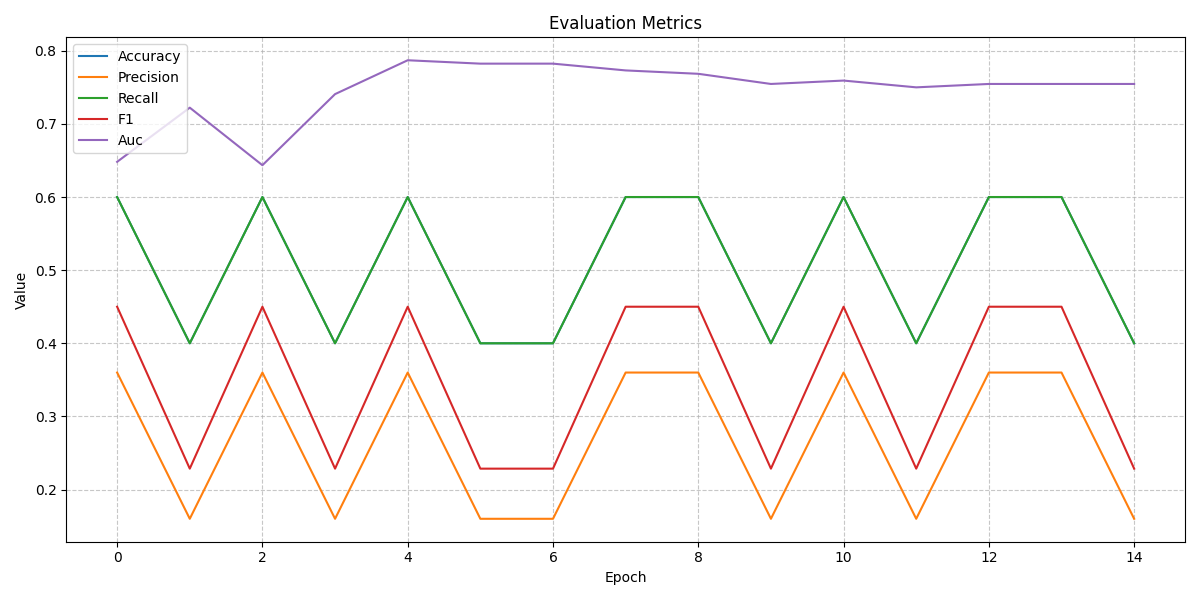 Evaluation Metrics
Accuracy
Precision
Recall
F1
Auc
Value
0.8
0.7
0.6
0.5
0.4
0.3
0.2
0 2 4 6 8 10 12 14
Epoch